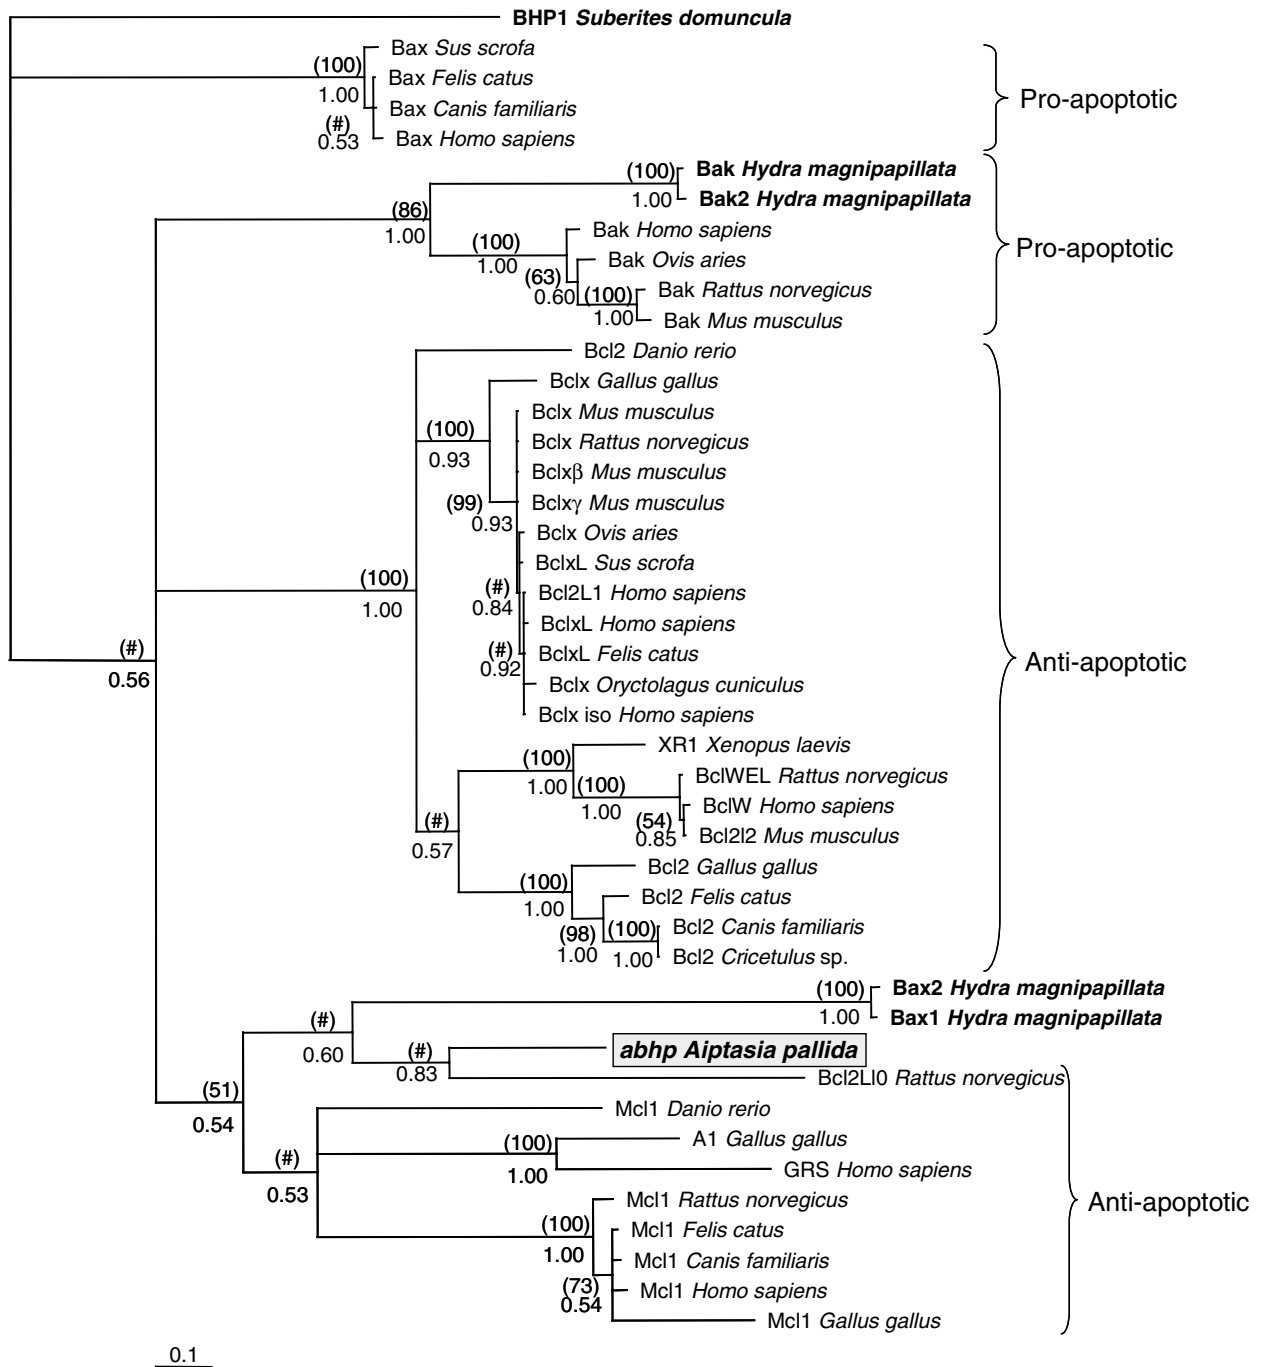 BHP1 Suberites domuncula
Bax Sus scrofa
(100)
Bax Felis catus
1.00
Pro-apoptotic
Bax Canis familiaris
(#)
0.53
Bax Homo sapiens
(100)
Bak Hydra magnipapillata
1.00
Bak2 Hydra magnipapillata
(86)
1.00
Bak Homo sapiens
(100)
1.00
Pro-apoptotic
Bak Ovis aries
(63)
0.60
(100)
Bak Rattus norvegicus
1.00
Bak Mus musculus
Bcl2 Danio rerio
Bclx Gallus gallus
Bclx Mus musculus
(100)
Bclx Rattus norvegicus
0.93
Bclxβ Mus musculus
(99)
Bclxγ Mus musculus
0.93
Bclx Ovis aries
BclxL Sus scrofa
(100)
1.00
(#)
Bcl2L1 Homo sapiens
0.84
BclxL Homo sapiens
(#)
BclxL Felis catus
0.92
Anti-apoptotic
(#)
0.56
Bclx Oryctolagus cuniculus
Bclx iso Homo sapiens
XR1 Xenopus laevis
(100)
1.00
BclWEL Rattus norvegicus
(100)
1.00
BclW Homo sapiens
(54)
0.85
Bcl2l2 Mus musculus
(#)
0.57
Bcl2 Gallus gallus
(100)
1.00
Bcl2 Felis catus
(98)
1.00
(100)
Bcl2 Canis familiaris
1.00
Bcl2 Cricetulus sp.
(100)
Bax2 Hydra magnipapillata
1.00
Bax1 Hydra magnipapillata
(#)
0.60
abhp Aiptasia pallida
(#)
0.83
Bcl2Ll0 Rattus norvegicus
(51)
0.54
Mcl1 Danio rerio
A1 Gallus gallus
(100)
1.00
GRS Homo sapiens
(#)
0.53
Mcl1 Rattus norvegicus
Anti-apoptotic
(100)
1.00
Mcl1 Felis catus
Mcl1 Canis familiaris
(73)
0.54
Mcl1 Homo sapiens
Mcl1 Gallus gallus
0.1